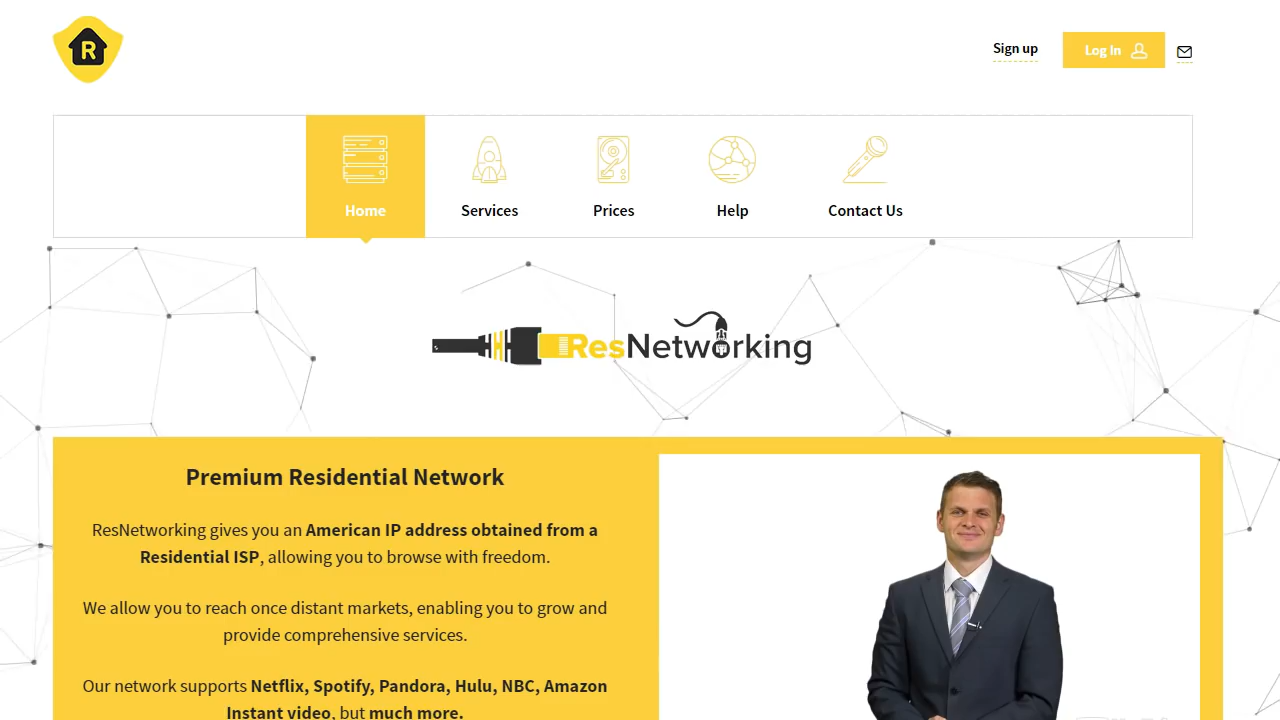 R
Sign up
Log In
Home
Services
Prices
Help
Contact Us
ResNetworking
Premium Residential Network
ResNetworking gives you an American IP address obtained from a
Residential ISP, allowing you to browse with freedom.
We allow you to reach once distant markets, enabling you to grow and
provide comprehensive services.
Our network supports Netflix, Spotify, Pandora, Hulu, NBC, Amazon
Instant video, but much more.